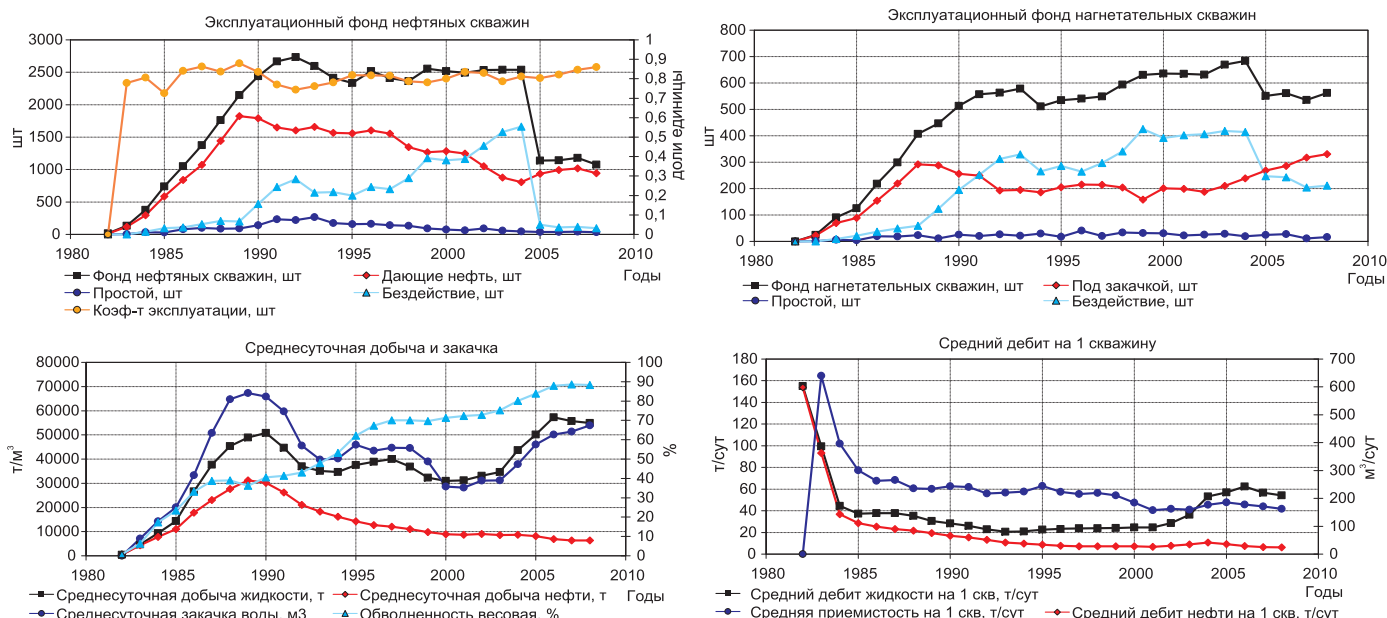 Эксплуатационный фонд нефтяных скважин
3000
2500
2000
1500
1000
500
0
шт
1
0,9
0,8
0,7
0,6
0,5
0,4
0,3
0,2
0,1
0
доли единицы
1980 1985 1990 1995 2000 2005 2010
Годы
Фонд нефтяных скважин, шт Дающие нефть, шт
Простой, шт Бездействие, шт
Коэф-т эксплуатации, шт
Эксплуатационный фонд нагнетательных скважин
800
700
600
500
400
300
200
100
0
шт
1980 1985 1990 1995 2000 2005 2010
Годы
Фонд нагнетательных скважин, шт Под закачкой, шт
Простой, шт Бездействие, шт
Среднесуточная добыча и закачка
80000
70000
60000
50000
40000
30000
20000
10000
0
т/м³
100
90
80
70
60
50
40
30
20
10
0
%
1980 1985 1990 1995 2000 2005 2010
Среднесуточная добыча жидкости, т Среднесуточная добыча нефти, т Годы
Среднесуточная закачка воды, м3 Обводненность весовая, %
Средний дебит на 1 скважину
180
160
140
120
100
80
60
40
20
0
т/сут
700
600
500
400
300
200
100
0
м³/сут
1980 1985 1990 1995 2000 2005 2010
Средний дебит жидкости на 1 скв, т/сут Годы
Средняя приемистость на 1 скв, т/сут Средний дебит нефти на 1 скв, т/сут